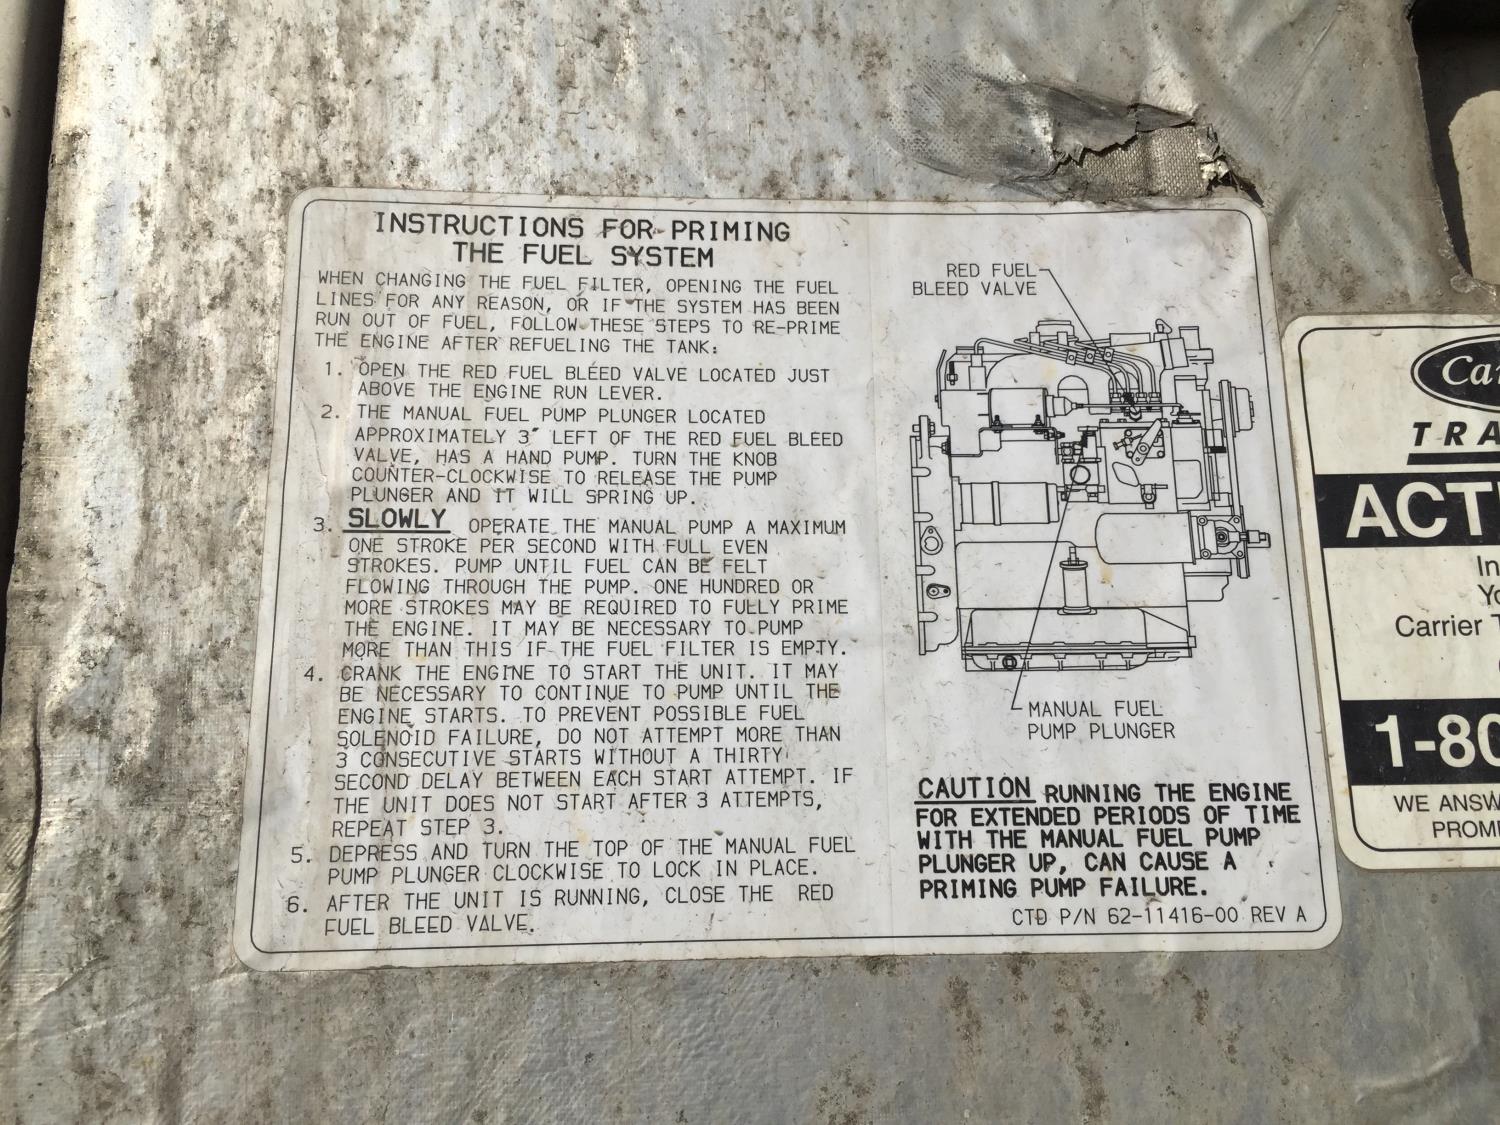 INSTRUCTIONS FOR PRIMING
THE FUEL SYSTEM
WHEN CHANGING THE FUEL FILTER, OPENING THE FUEL
LINES FOR ANY REASON, OR IF THE SYSTEM HAS BEEN
RUN OUT OF FUEL, FOLLOW THESE STEPS TO RE-PRIME
THE ENGINE AFTER REFUELING THE TANK:
1. OPEN THE RED FUEL BLEED VALVE LOCATED JUST
ABOVE THE ENGINE RUN LEVER.
2. THE MANUAL FUEL PUMP PLUNGER LOCATED
APPROXIMATELY 3" LEFT OF THE RED FUEL BLEED
VALVE, HAS A HAND PUMP. TURN THE KNOB
COUNTER-CLOCKWISE TO RELEASE THE PUMP
PLUNGER AND IT WILL SPRING UP.
3. SLOWLY OPERATE THE MANUAL PUMP A MAXIMUM
ONE STROKE PER SECOND WITH FULL EVEN
STROKES. PUMP UNTIL FUEL CAN BE FELT
FLOWING THROUGH THE PUMP. ONE HUNDRED OR
MORE STROKES MAY BE REQUIRED TO FULLY PRIME
THE ENGINE. IT MAY BE NECESSARY TO PUMP
MORE THAN THIS IF THE FUEL FILTER IS EMPTY.
4. CRANK THE ENGINE TO START THE UNIT. IT MAY
BE NECESSARY TO CONTINUE TO PUMP UNTIL THE
ENGINE STARTS. TO PREVENT POSSIBLE FUEL
SOLENOID FAILURE, DO NOT ATTEMPT MORE THAN
3 CONSECUTIVE STARTS WITHOUT A THIRTY
SECOND DELAY BETWEEN EACH START ATTEMPT. IF
THE UNIT DOES NOT START AFTER 3 ATTEMPTS,
REPEAT STEP 3.
5. DEPRESS AND TURN THE TOP OF THE MANUAL FUEL
PUMP PLUNGER CLOCKWISE TO LOCK IN PLACE.
6. AFTER THE UNIT IS RUNNING, CLOSE THE RED
FUEL BLEED VALVE.
RED FUEL
BLEED VALVE
MANUAL FUEL
PUMP PLUNGER
CAUTION RUNNING THE ENGINE
FOR EXTENDED PERIODS OF TIME
WITH THE MANUAL FUEL PUMP
PLUNGER UP, CAN CAUSE A
PRIMING PUMP FAILURE.
CTD P/N 62-11416-00 REV A
Car
TRA
ACT
In
Yo
Carrier T
1-80
WE ANSW
PROM